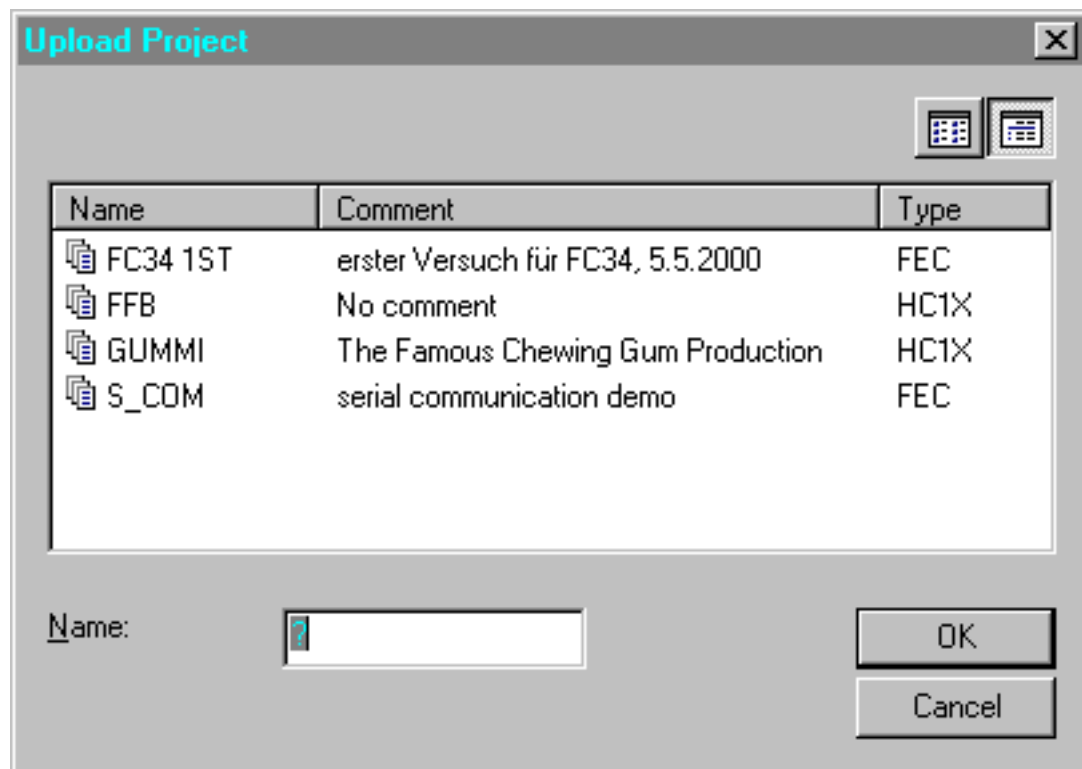 Upload Project
Name Comment Type
FC34 1ST erster Versuch für FC34, 5.5.2000 FEC
FFB No comment HC1X
GUMMI The Famous Chewing Gum Production HC1X
S_COM serial communication demo FEC
Name: ? OK
Cancel